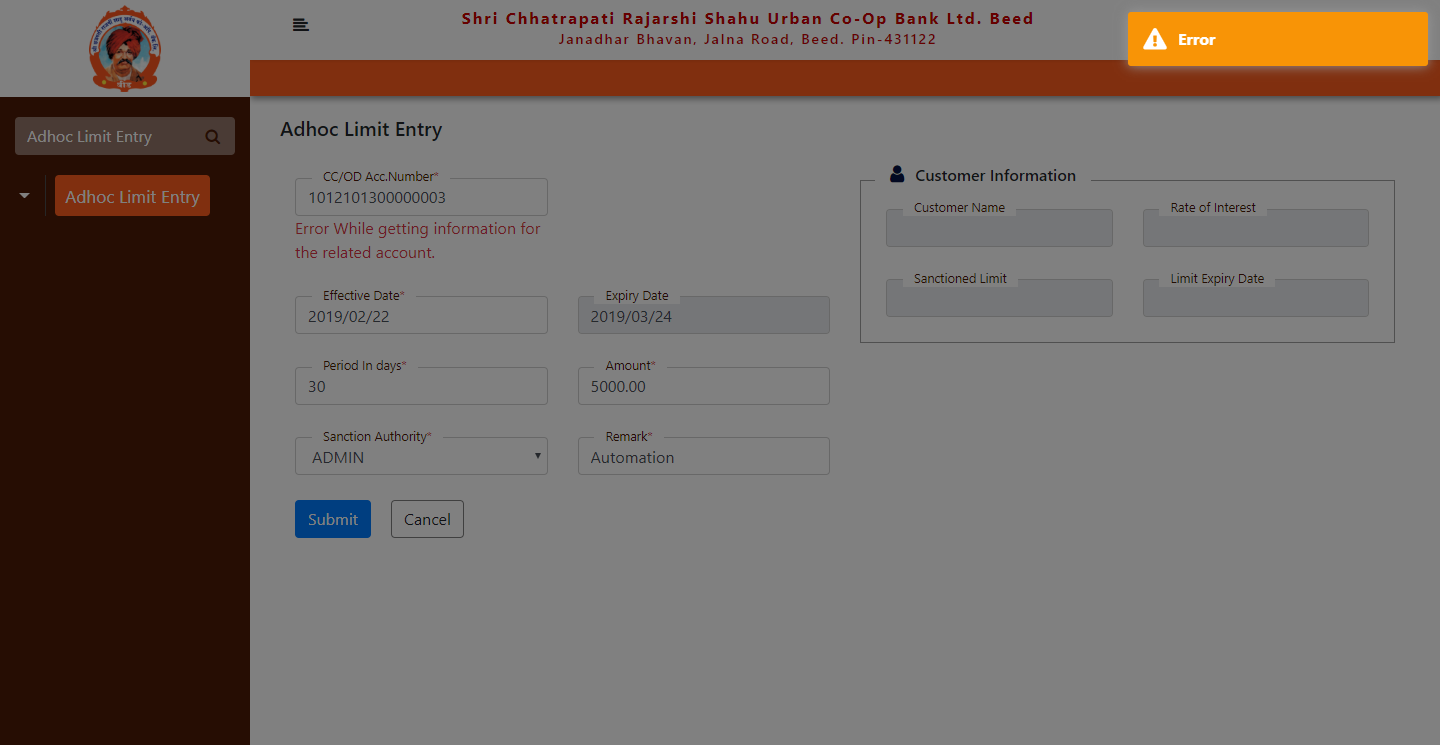 Shri Chhatrapati Rajarshi Shahu Urban Co-Op Bank Ltd. Beed
Janadhar Bhavan, Jalna Road, Beed. Pin-431122
Error
Adhoc Limit Entry
Adhoc Limit Entry
Adhoc Limit Entry
CC/OD Acc.Number*
1012101300000003
Error While getting information for
the related account.
Effective Date*
2019/02/22
Expiry Date
2019/03/24
Period In days*
30
Amount*
5000.00
Sanction Authority*
ADMIN
Remark*
Automation
Submit
Cancel
Customer Information
Customer Name
Rate of Interest
Sanctioned Limit
Limit Expiry Date